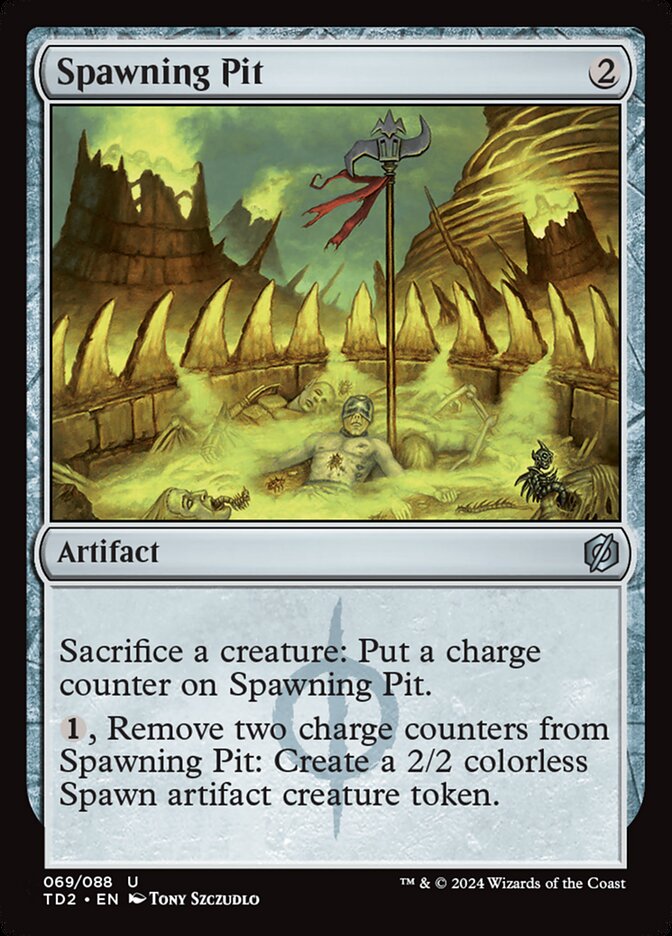 Spawning Pit 2
Artifact
Sacrifice a creature: Put a charge
counter on Spawning Pit.
1, Remove two charge counters from
Spawning Pit: Create a 2/2 colorless
Spawn artifact creature token.
069/088 U
TD2 • EN Tony Szczudlo
™ & © 2024 Wizards of the Coast